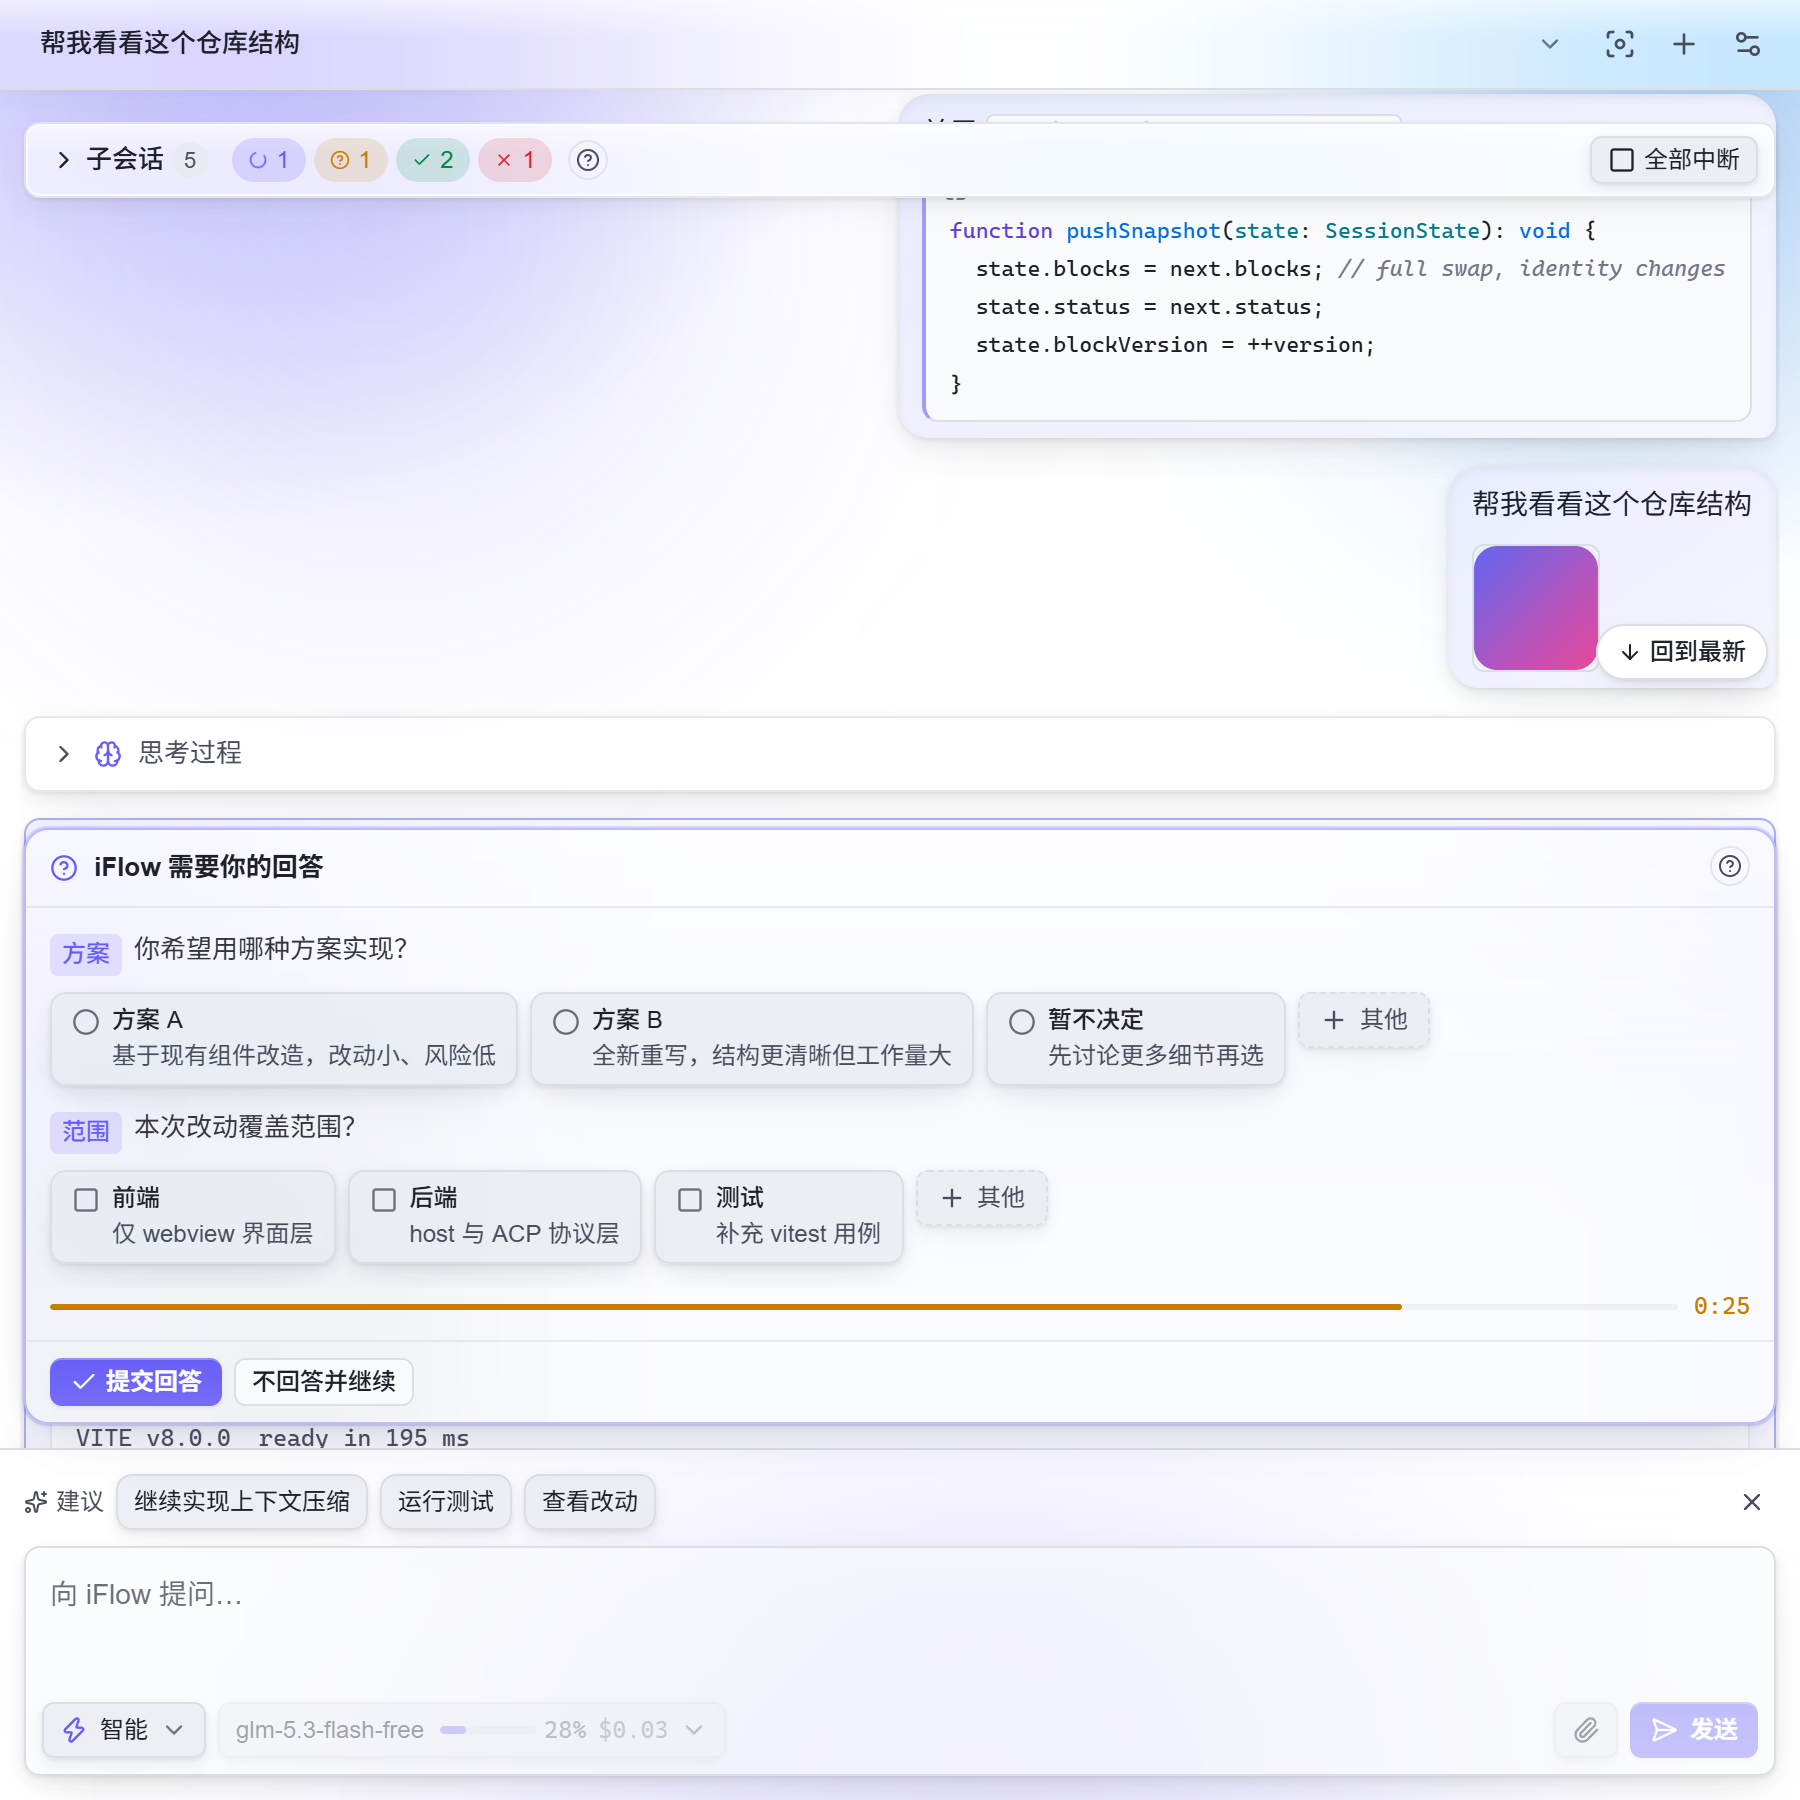 帮我看看这个仓库结构
子会话 5 1 1 2 1 全部中断
function pushSnapshot(state: SessionState): void {
state.blocks = next.blocks; // full swap, identity changes
state.status = next.status;
state.blockVersion = ++version;
}
帮我看看这个仓库结构
回到最新
思考过程
iFlow 需要你的回答
方案 你希望用哪种方案实现？
方案 A
基于现有组件改造，改动小、风险低
方案 B
全新重写，结构更清晰但工作量大
暂不决定
先讨论更多细节再选
其他
范围 本次改动覆盖范围？
前端
仅 webview 界面层
后端
host 与 ACP 协议层
测试
补充 vitest 用例
其他
0:25
提交回答 不回答并继续
VITE v8.0.0 ready in 195 ms
建议 继续实现上下文压缩 运行测试 查看改动
向 iFlow 提问…
智能 glm-5.3-flash-free 28% $0.03 发送